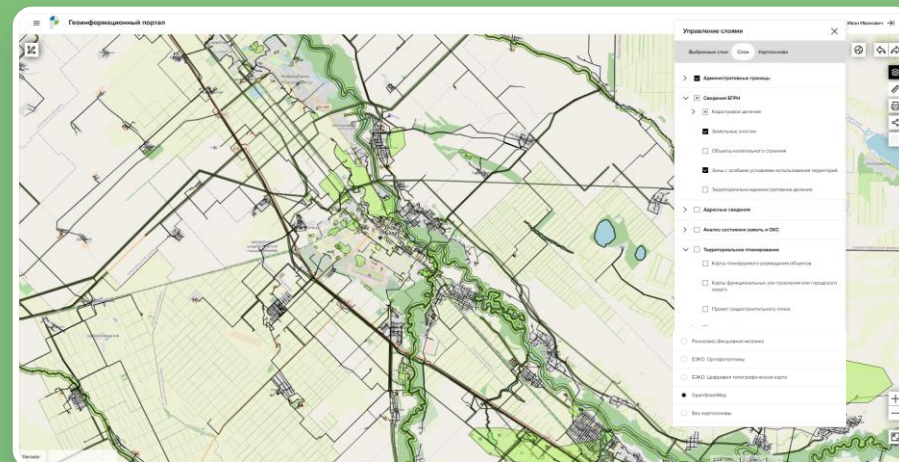 Геоинформационный портал
Иван Иванович
Управление слоями
Выбранные слои Слои Картооснова
Административные границы
Сведения ЕГРН
Кадастровое деление
Земельные участки
Объекты капитального строения
Зоны с особыми условиями использования территорий
Территориально-административное деление
Адресные сведения
Анализ состояния земель и ОКС
Территориальное планирование
Карты планируемого размещения объектов
Карты функциональных зон поселения или городского
округа
Проект градостроительного плана
Роскосмос Бесшовная мозаика
ЕЭКО. Ортофотопланы
ЕЭКО. Цифровая топографическая карта
OpenStreetMap
Без картоосновы